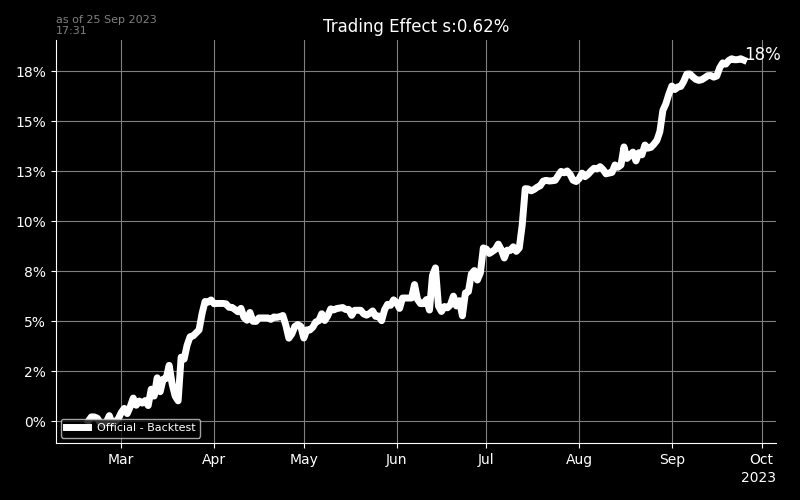 as of 25 Sep 2023
17:31
Trading Effect s:0.62%
18%
18%
15%
13%
10%
8%
5%
2%
0%
Official - Backtest
Mar Apr May Jun Jul Aug Sep Oct
2023